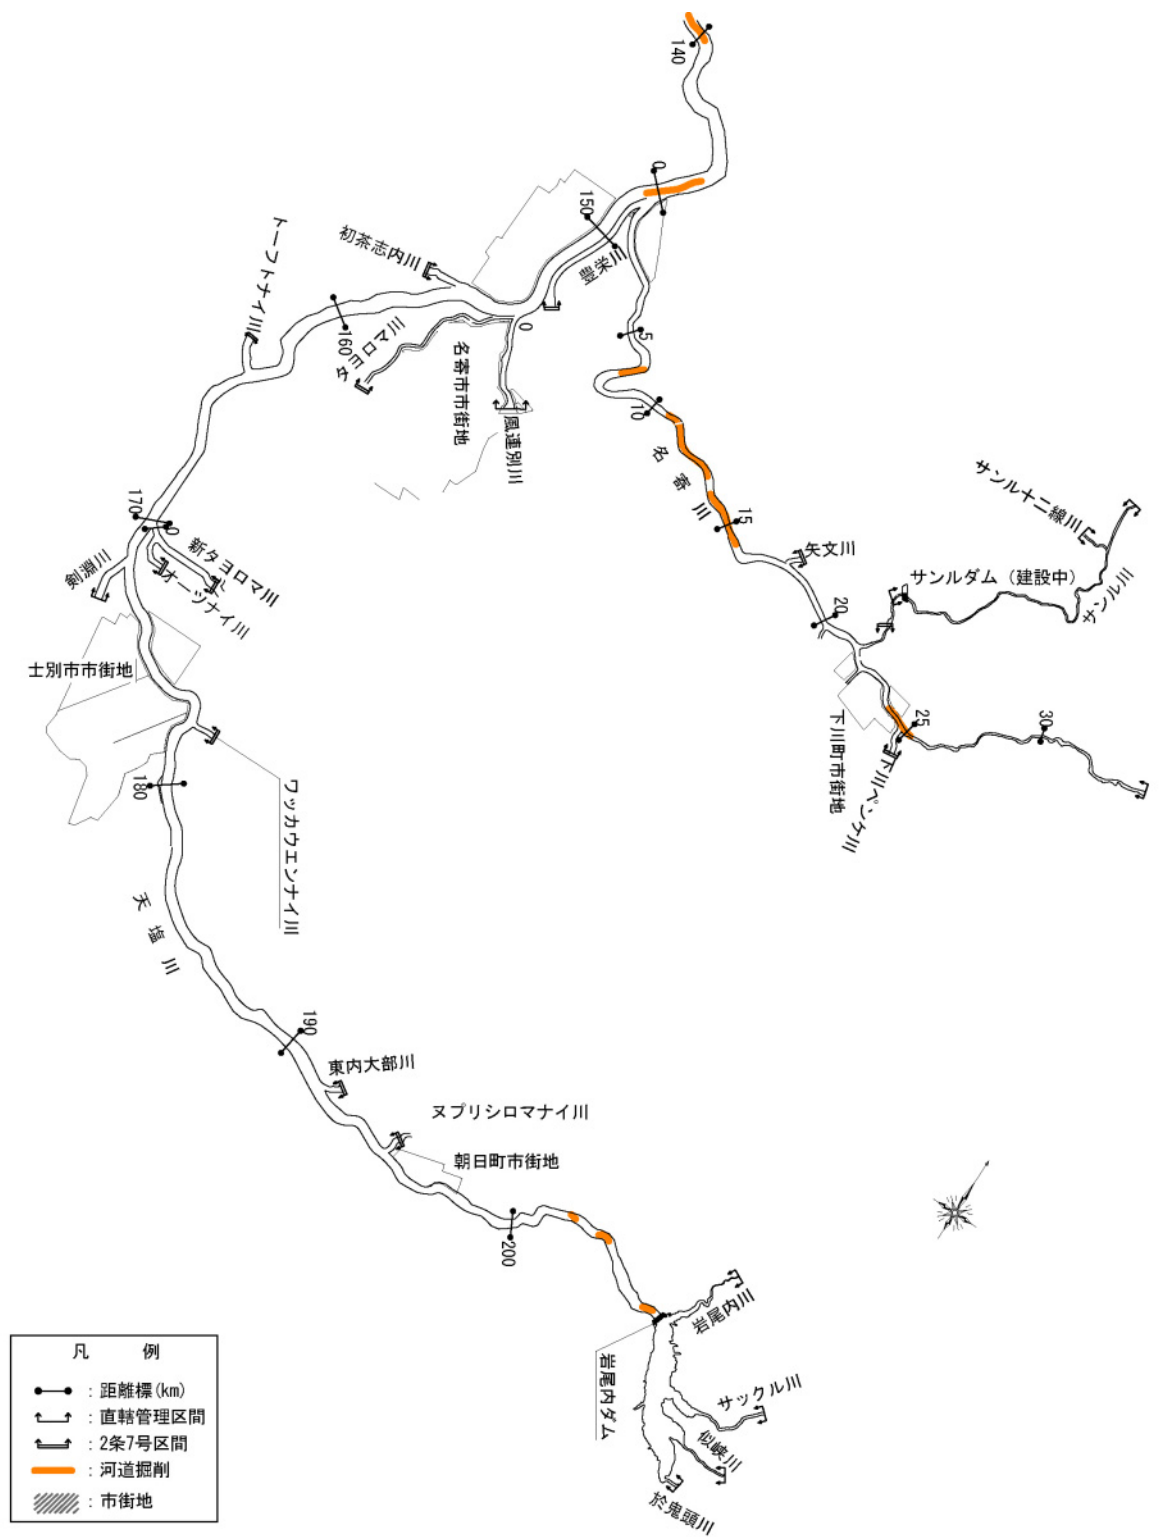 140
0
150
豊栄川
初茶志内川
トーフトナイ川
160
タヨロマ川
0
名寄市市街地
風連別川
5
10
名寄川
15
矢文川
サンル十二線川
サンル川
サンルダム（建設中）
20
170
0
剣淵川
新タヨロマ川
オーツナイ川
士別市市街地
下川町市街地
下川ペンケ川
25
30
180
ワッカウエンナイ川
天塩川
190
東内大部川
ヌプリシロマナイ川
朝日町市街地
200
岩尾内川
岩尾内ダム
サックル川
似峡川
於鬼頭川
凡 例
：距離標(km)
：直轄管理区間
：2条7号区間
：河道掘削
：市街地